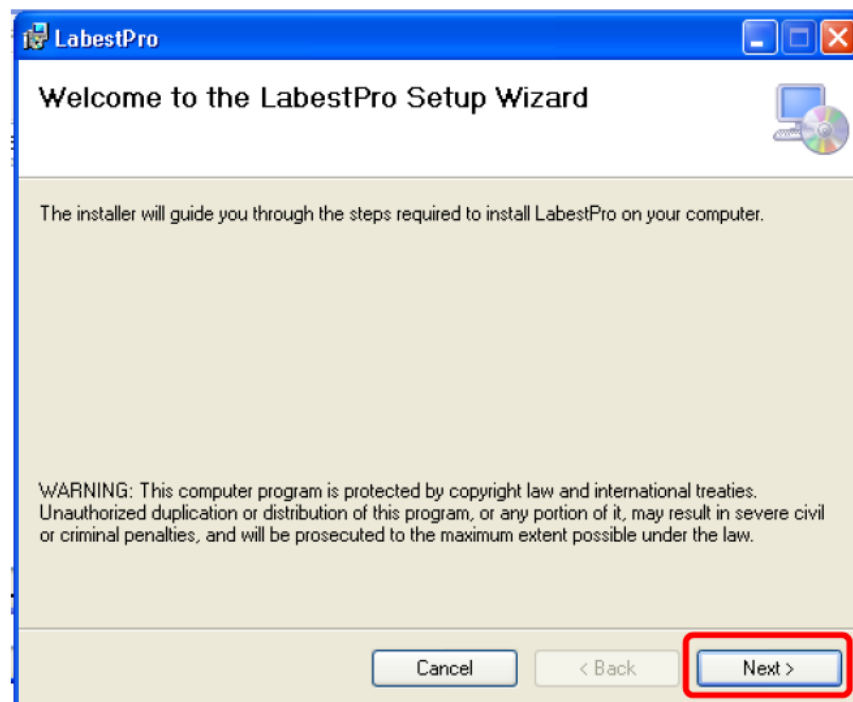 LabestPro
Welcome to the LabestPro Setup Wizard
The installer will guide you through the steps required to install LabestPro on your computer.
WARNING: This computer program is protected by copyright law and international treaties.
Unauthorized duplication or distribution of this program, or any portion of it, may result in severe civil
or criminal penalties, and will be prosecuted to the maximum extent possible under the law.
Cancel
< Back
Next >